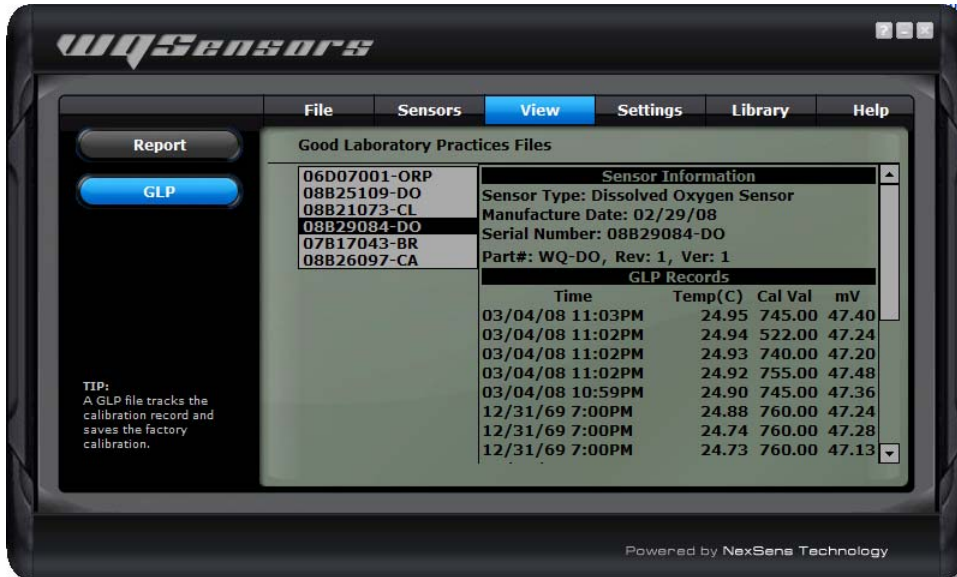 WQSensors
? _ x
File Sensors View Settings Library Help
Report
GLP
Good Laboratory Practices Files
06D07001-ORP
08B25109-DO
08B21073-CL
08B29084-DO
07B17043-BR
08B26097-CA
Sensor Information
Sensor Type: Dissolved Oxygen Sensor
Manufacture Date: 02/29/08
Serial Number: 08B29084-DO
Part#: WQ-DO, Rev: 1, Ver: 1
GLP Records
Time Temp(C) Cal Val mV
03/04/08 11:03PM 24.95 745.00 47.40
03/04/08 11:02PM 24.94 522.00 47.24
03/04/08 11:02PM 24.93 740.00 47.20
03/04/08 11:02PM 24.92 755.00 47.48
03/04/08 10:59PM 24.90 745.00 47.36
12/31/69 7:00PM 24.88 760.00 47.24
12/31/69 7:00PM 24.74 760.00 47.28
12/31/69 7:00PM 24.73 760.00 47.13
TIP:
A GLP file tracks the
calibration record and
saves the factory
calibration.
Powered by NexSens Technology